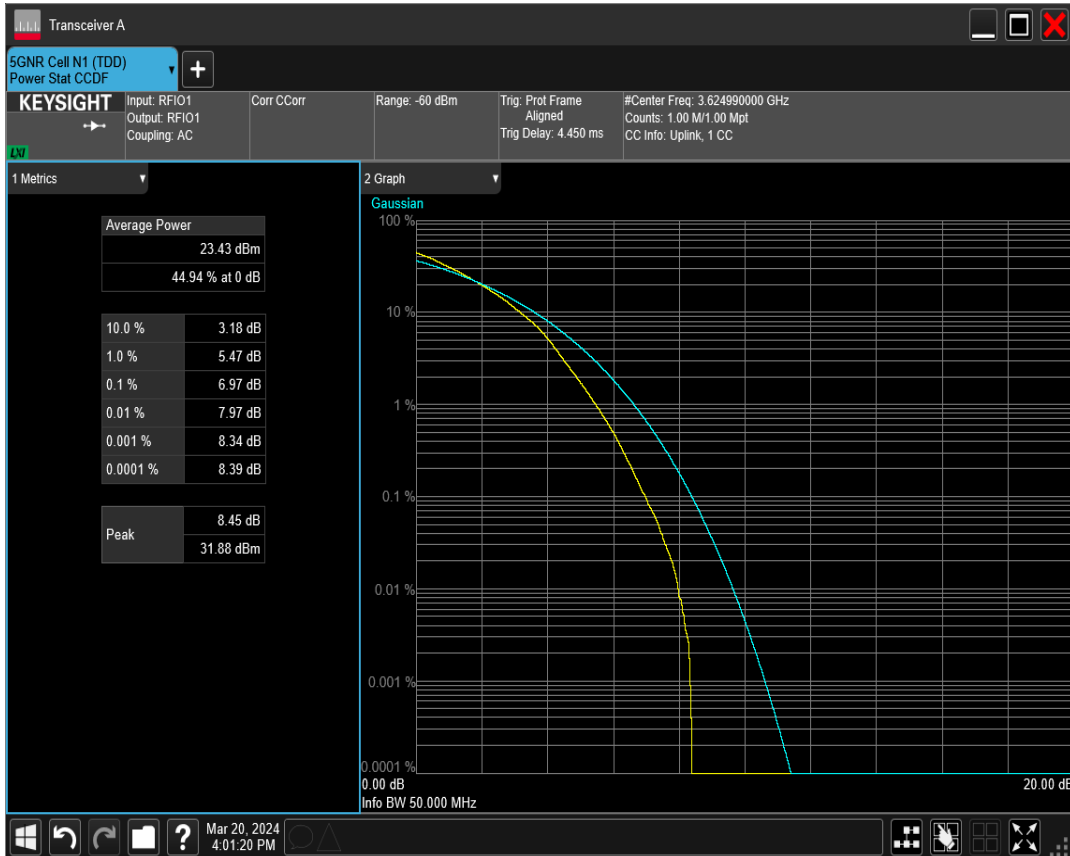 Transceiver A
5GNR Cell N1 (TDD)
Power Stat CCDF
+
KEYSIGHT
LXI
Input: RFIO1
Output: RFIO1
Coupling: AC
Corr CCorr
Range: -60 dBm
Trig: Prot Frame
Aligned
Trig Delay: 4.450 ms
#Center Freq: 3.624990000 GHz
Counts: 1.00 M/1.00 Mpt
CC Info: Uplink, 1 CC
1 Metrics
Average Power
23.43 dBm
44.94 % at 0 dB
10.0 % 3.18 dB
1.0 % 5.47 dB
0.1 % 6.97 dB
0.01 % 7.97 dB
0.001 % 8.34 dB
0.0001 % 8.39 dB
Peak
8.45 dB
31.88 dBm
2 Graph
Gaussian
100 %
10 %
1 %
0.1 %
0.01 %
0.001 %
0.0001 %
0.00 dB 20.00 dB
Info BW 50.000 MHz
?
Mar 20, 2024
4:01:20 PM